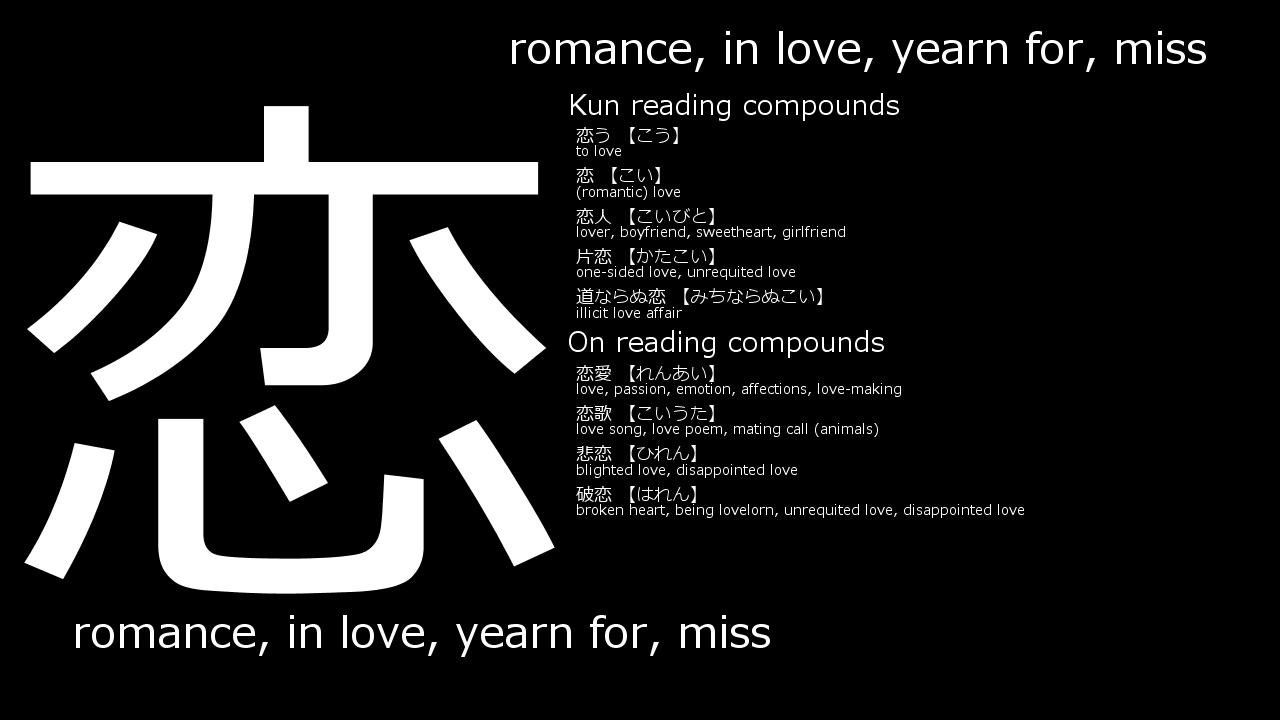 romance, in love, yearn for, miss
恋
Kun reading compounds
恋う 【こう】
to love
恋 【こい】
(romantic) love
恋人 【こいびと】
lover, boyfriend, sweetheart, girlfriend
片恋 【かたこい】
one-sided love, unrequited love
道ならぬ恋 【みちならぬこい】
illicit love affair
On reading compounds
恋愛 【れんあい】
love, passion, emotion, affections, love-making
恋歌 【こいうた】
love song, love poem, mating call (animals)
悲恋 【ひれん】
blighted love, disappointed love
破恋 【はれん】
broken heart, being lovelorn, unrequited love, disappointed love
romance, in love, yearn for, miss